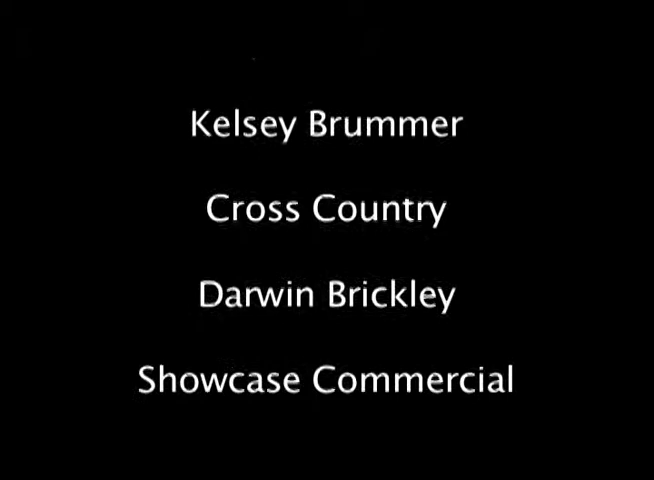 Kelsey Brummer
Cross Country
Darwin Brickley
Showcase Commercial